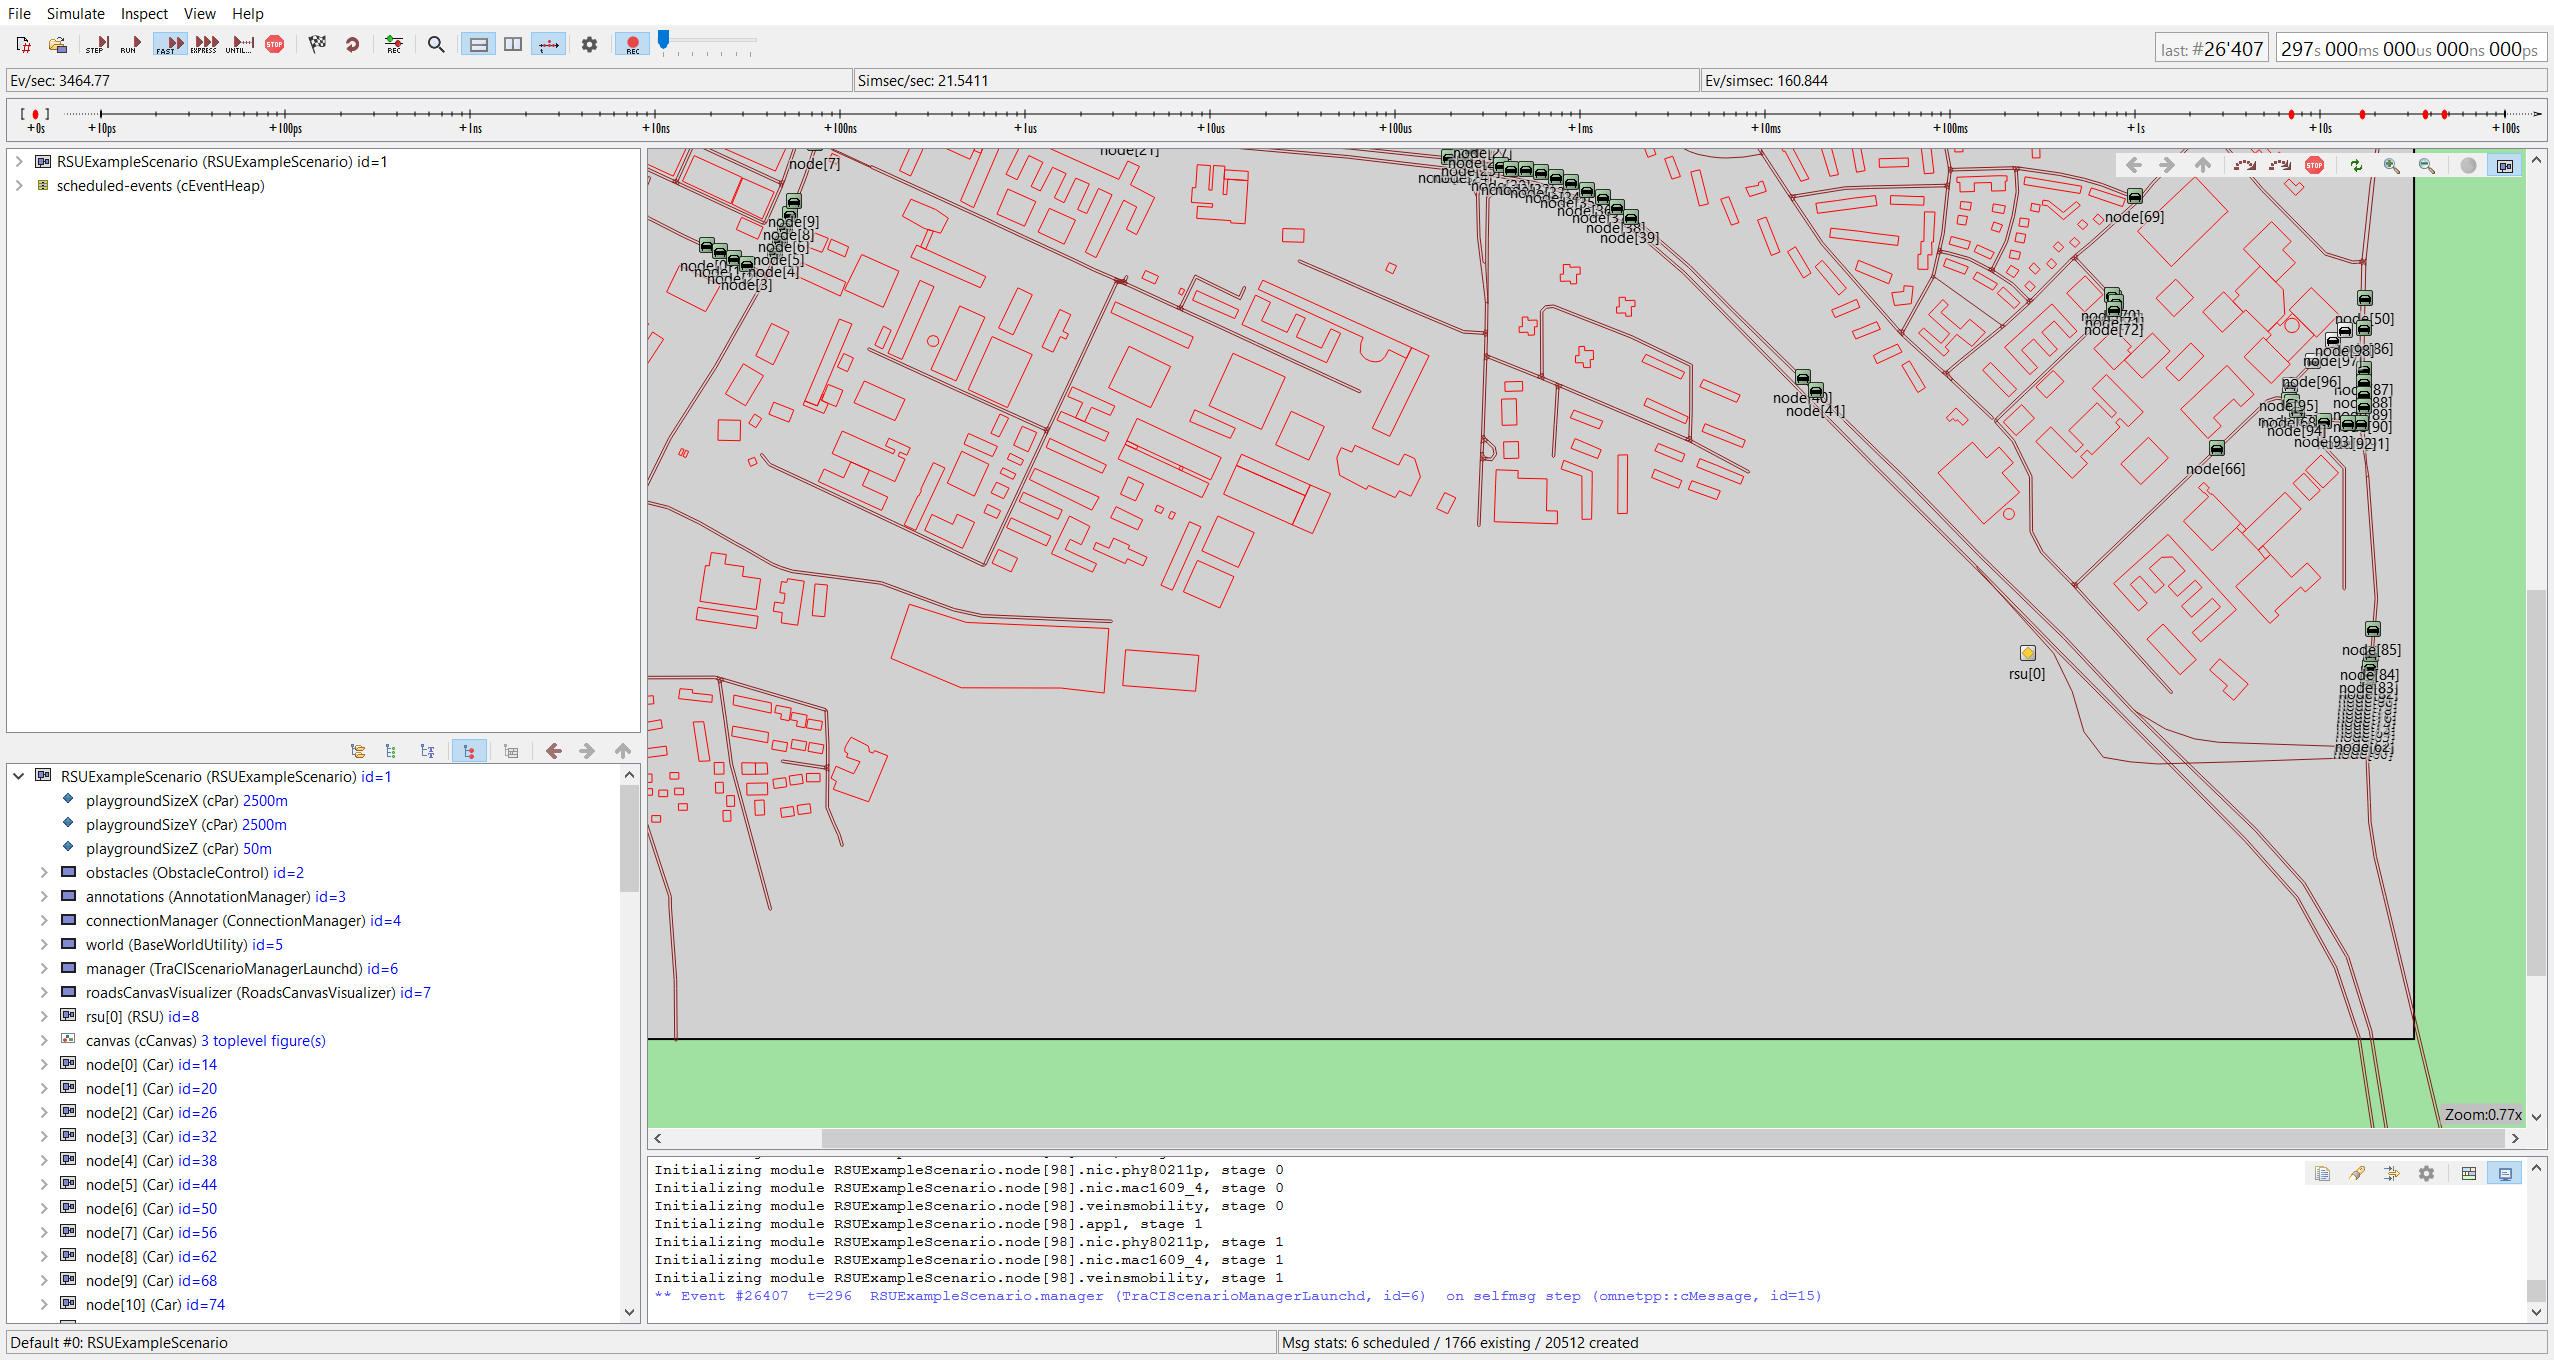 File Simulate Inspect View Help
STEP RUN FAST EXPRESS UNTIL... STOP REC REC
last: #26'407 297s 000ms 000us 000ns 000ps
Ev/sec: 3464.77 Simsec/sec: 21.5411 Ev/simsec: 160.844
+0s +10ps +100ps +1ns +10ns +100ns +1us +10us +100us +1ms +10ms +100ms +1s +10s +100s
RSUExampleScenario (RSUExampleScenario) id=1
scheduled-events (cEventHeap)
RSUExampleScenario (RSUExampleScenario) id=1
playgroundSizeX (cPar) 2500m
playgroundSizeY (cPar) 2500m
playgroundSizeZ (cPar) 50m
obstacles (ObstacleControl) id=2
annotations (AnnotationManager) id=3
connectionManager (ConnectionManager) id=4
world (BaseWorldUtility) id=5
manager (TraCIScenarioManagerLaunchd) id=6
roadsCanvasVisualizer (RoadsCanvasVisualizer) id=7
rsu[0] (RSU) id=8
canvas (cCanvas) 3 toplevel figure(s)
node[0] (Car) id=14
node[1] (Car) id=20
node[2] (Car) id=26
node[3] (Car) id=32
node[4] (Car) id=38
node[5] (Car) id=44
node[6] (Car) id=50
node[7] (Car) id=56
node[8] (Car) id=62
node[9] (Car) id=68
node[10] (Car) id=74
node[21]
node[7]
STOP
node[69]
node[9]
node[8]
node[6]
node[5]
node[4]
node[3]
node[38]
node[39]
node[72]
node[50]
node[98]
node[97]
node[96]
node[40]
node[41]
node[95]
node[94]
node[93]
node[66]
rsu[0]
node[85]
node[84]
node[83]
node[62]
Zoom:0.77x
Initializing module RSUExampleScenario.node[98].nic.phy80211p, stage 0
Initializing module RSUExampleScenario.node[98].nic.mac1609_4, stage 0
Initializing module RSUExampleScenario.node[98].veinsmobility, stage 0
Initializing module RSUExampleScenario.node[98].appl, stage 1
Initializing module RSUExampleScenario.node[98].nic.phy80211p, stage 1
Initializing module RSUExampleScenario.node[98].nic.mac1609_4, stage 1
Initializing module RSUExampleScenario.node[98].veinsmobility, stage 1
** Event #26407 t=296 RSUExampleScenario.manager (TraCIScenarioManagerLaunchd, id=6) on selfmsg step (omnetpp::cMessage, id=15)
Default #0: RSUExampleScenario
Msg stats: 6 scheduled / 1766 existing / 20512 created